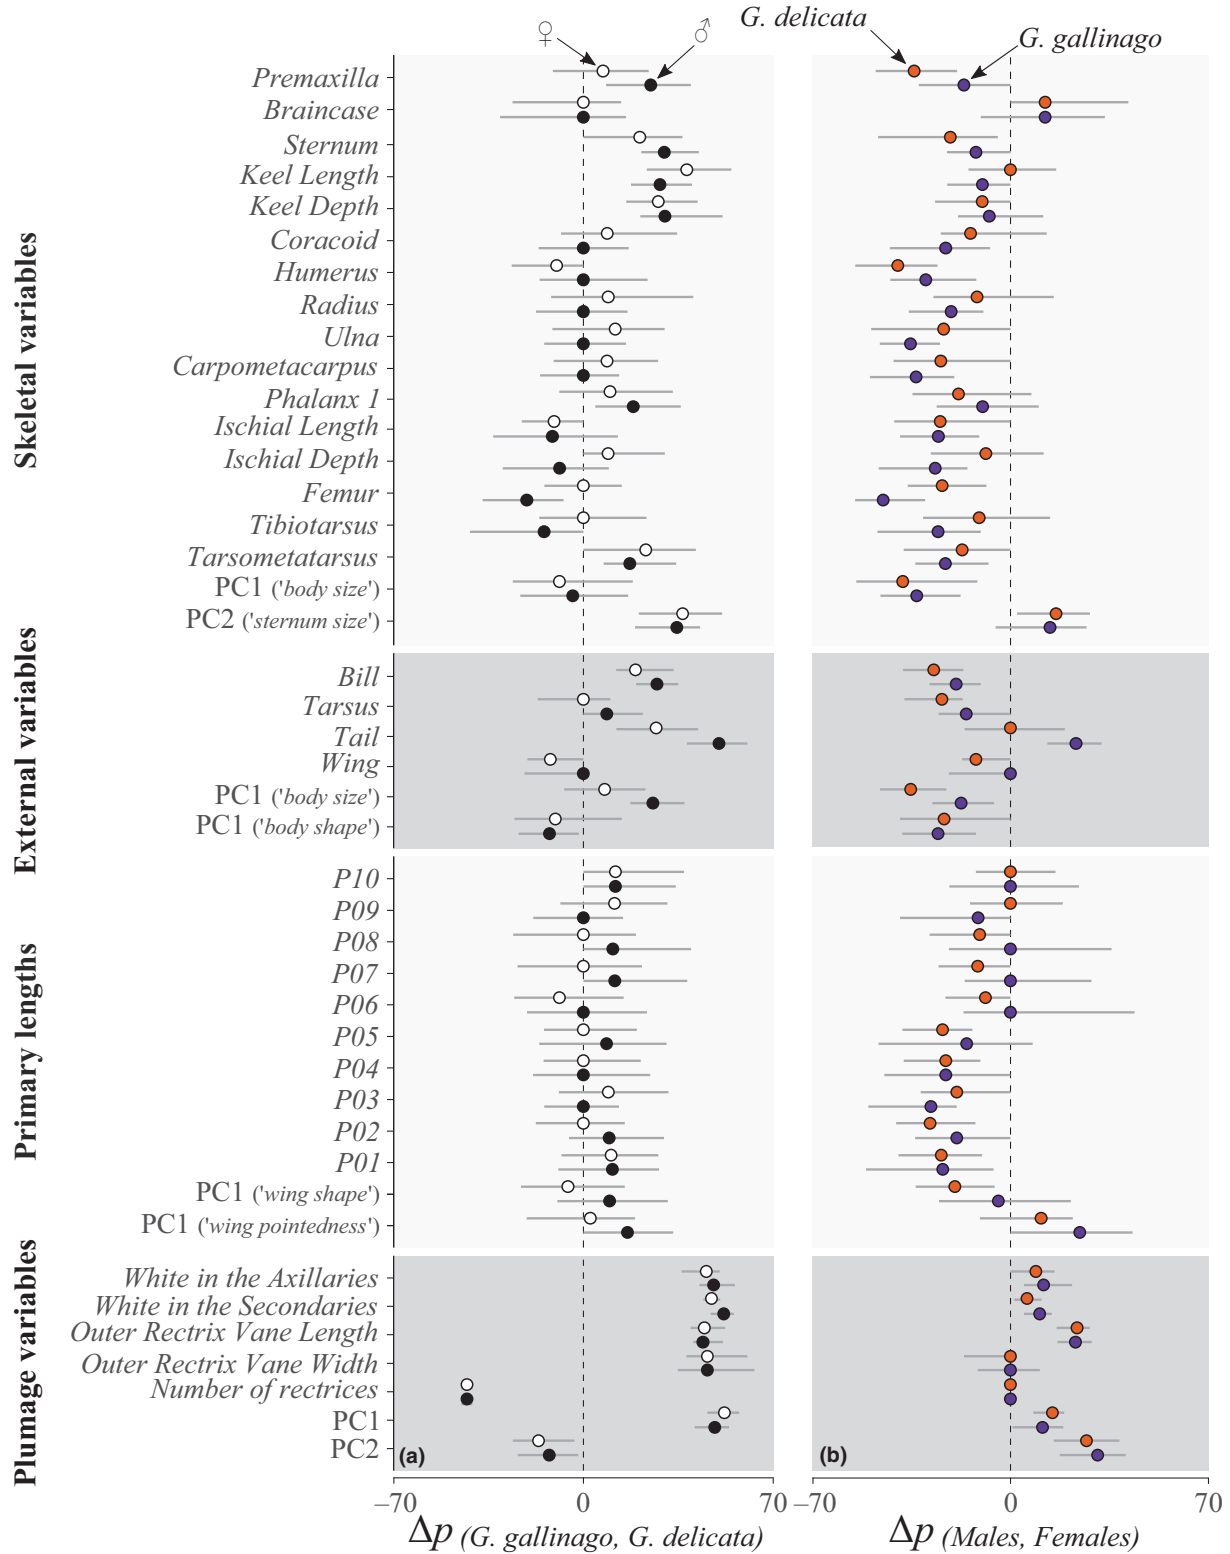 ♀ ♂ G. delicata G. gallinago
Skeletal variables
Premaxilla
Braincase
Sternum
Keel Length
Keel Depth
Coracoid
Humerus
Radius
Ulna
Carpometacarpus
Phalanx 1
Ischial Length
Ischial Depth
Femur
Tibiotarsus
Tarsometatarsus
PC1 ('body size')
PC2 ('sternum size')
External variables
Bill
Tarsus
Tail
Wing
PC1 ('body size')
PC1 ('body shape')
Primary lengths
P10
P09
P08
P07
P06
P05
P04
P03
P02
P01
PC1 ('wing shape')
PC1 ('wing pointedness')
Plumage variables
White in the Axillaries
White in the Secondaries
Outer Rectrix Vane Length
Outer Rectrix Vane Width
Number of rectrices
PC1
PC2
(a) (b)
−70 0 70 −70 0 70
Δp (G. gallinago, G. delicata) Δp (Males, Females)